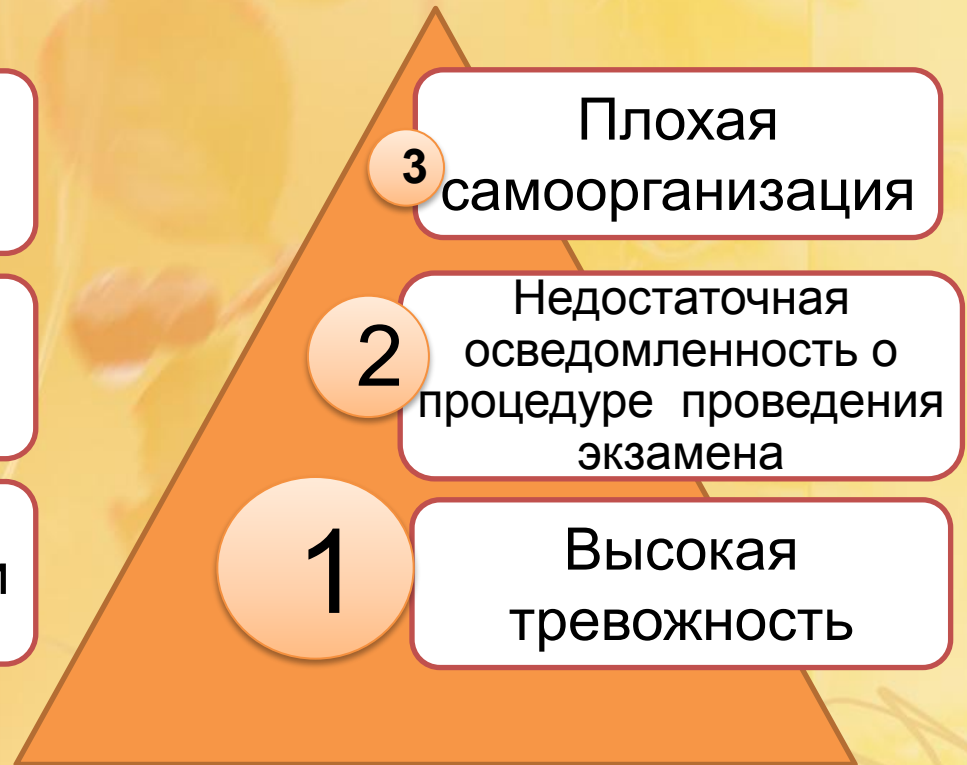 3
Плохая
самоорганизация
2
Недостаточная
осведомленность о
процедуре проведения
экзамена
1
Высокая
тревожность